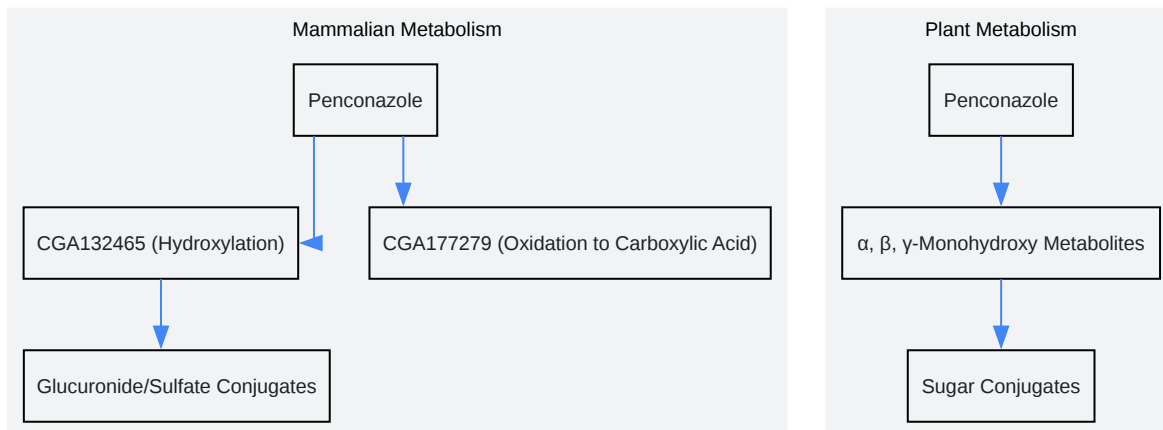 Mammalian Metabolism
Penconazole
CGA132465 (Hydroxylation)
CGA177279 (Oxidation to Carboxylic Acid)
Glucuronide/Sulfate Conjugates
Plant Metabolism
Penconazole
α, β, γ-Monohydroxy Metabolites
Sugar Conjugates